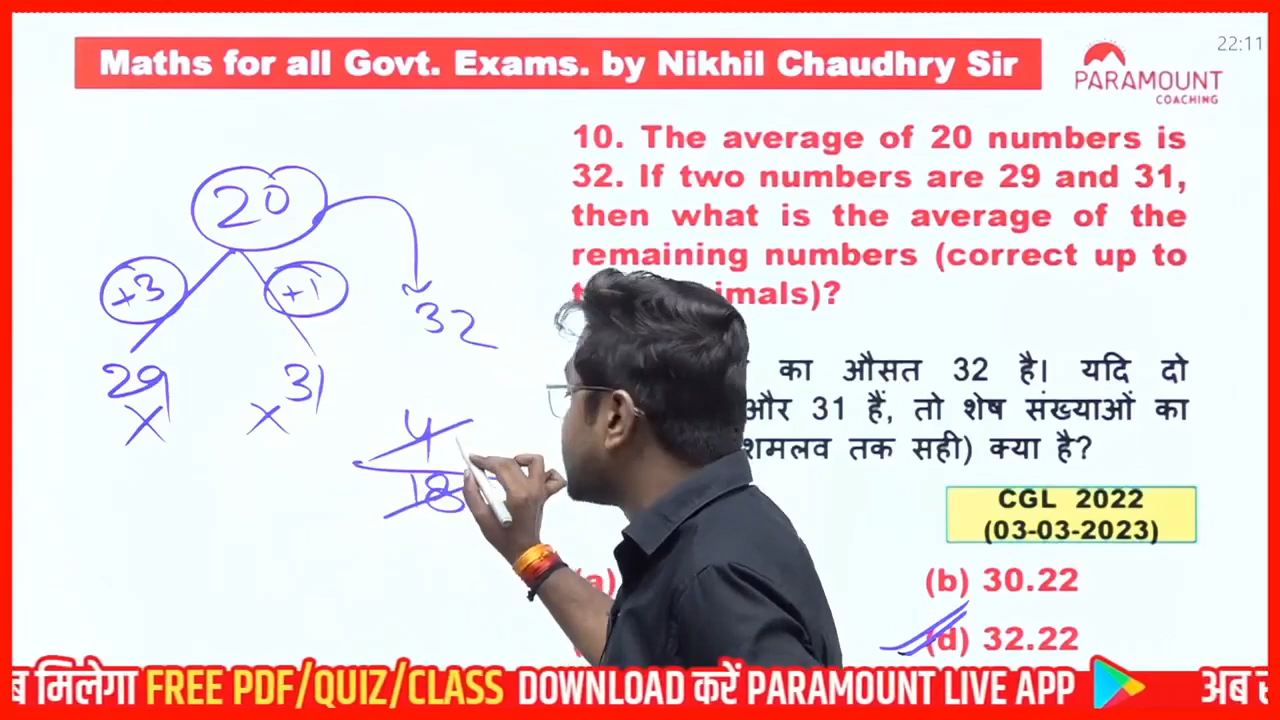 22:11
Maths for all Govt. Exams. by Nikhil Chaudhry Sir
PARAMOUNT
COACHING
10. The average of 20 numbers is
32. If two numbers are 29 and 31,
then what is the average of the
remaining numbers (correct up to
imals)?
का औसत 32 है। यदि दो
और 31 हैं, तो शेष संख्याओं का
शमलव तक सही) क्या है?
CGL 2022
(03-03-2023)
(a)
(b) 30.22
(d) 32.22
20
+3 +1
32
29 31
X X
4
18
मिलेगा FREE PDF/QUIZ/CLASS DOWNLOAD करें PARAMOUNT LIVE APP अब